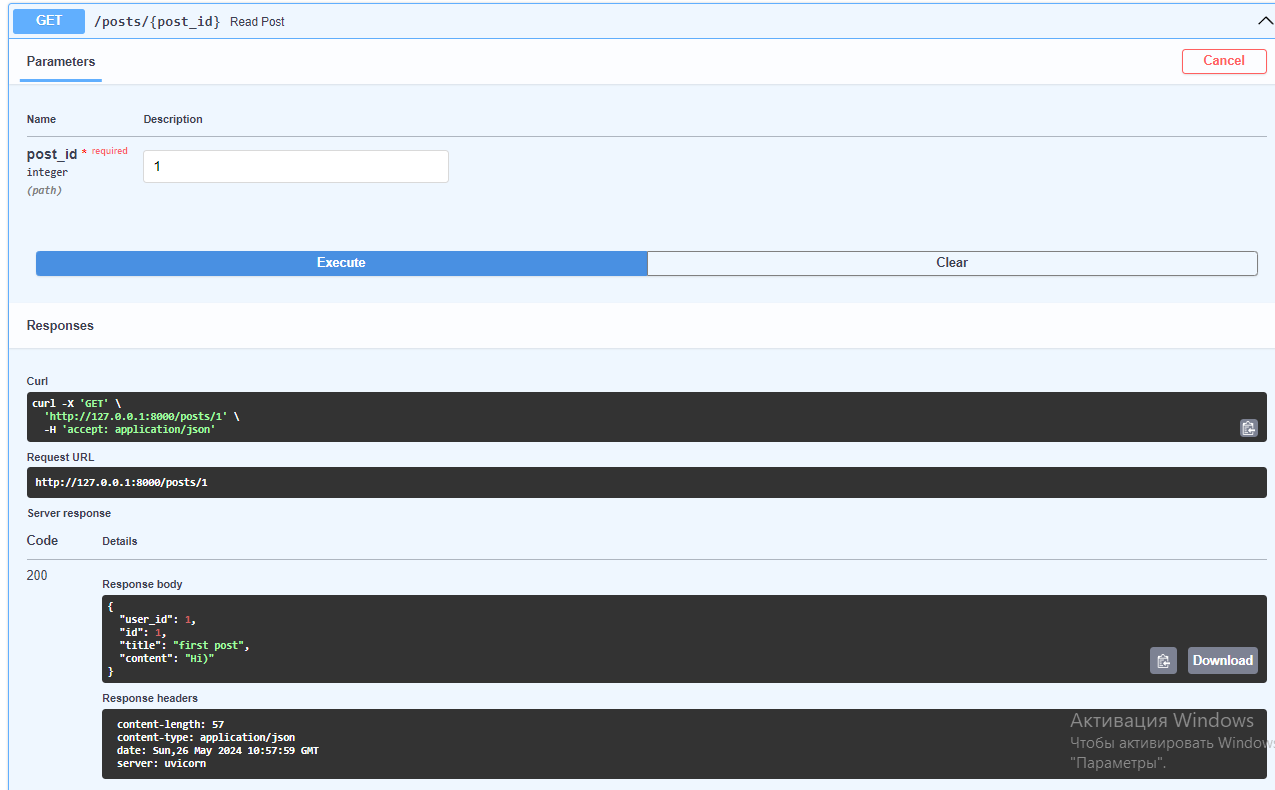 GET /posts/{post_id} Read Post
Parameters
Cancel
Name Description
post_id * required
integer
(path)
1
Execute Clear
Responses
Curl
curl -X 'GET' \
'http://127.0.0.1:8000/posts/1' \
-H 'accept: application/json'
Request URL
http://127.0.0.1:8000/posts/1
Server response
Code Details
200
Response body
{
"user_id": 1,
"id": 1,
"title": "first post",
"content": "Hi)"
}
Download
Response headers
content-length: 57
content-type: application/json
date: Sun,26 May 2024 10:57:59 GMT
server: uvicorn
Активация Windows
Чтобы активировать Windows
"Параметры".